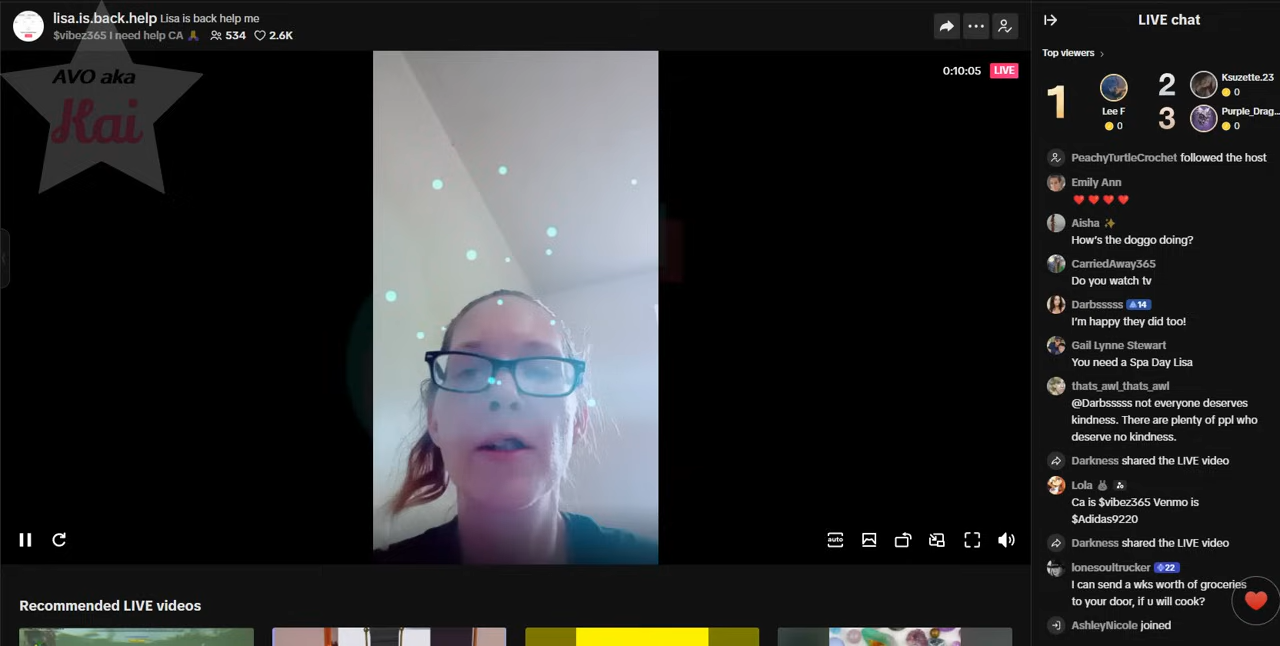 lisa.is.back.help Lisa is back help me
$vibez365 I need help CA 🙏 534 2.6K
AVO aka
Kai
0:10:05 LIVE
auto
Recommended LIVE videos
LIVE chat
Top viewers
1
Lee F
0
2
Ksuzette.23
0
3
Purple_Drag...
0
PeachyTurtleCrochet followed the host
Emily Ann
❤️❤️❤️❤️
Aisha ✨
How's the doggo doing?
CarriedAway365
Do you watch tv
Darbsssss 14
I'm happy they did too!
Gail Lynne Stewart
You need a Spa Day Lisa
thats_awl_thats_awl
@Darbsssss not everyone deserves
kindness. There are plenty of ppl who
deserve no kindness.
Darkness shared the LIVE video
Lola
Ca is $vibez365 Venmo is
$Adidas9220
Darkness shared the LIVE video
lonesoultrucker 22
I can send a wks worth of groceries
to your door, if u will cook?
AshleyNicole joined